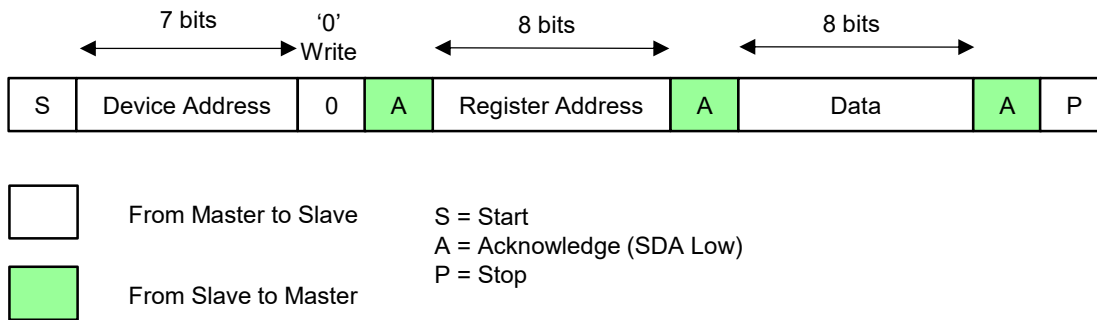 7 bits ‘0’ 8 bits 8 bits
Write
S Device Address 0 A Register Address A Data A P
From Master to Slave
S = Start
A = Acknowledge (SDA Low)
P = Stop
From Slave to Master